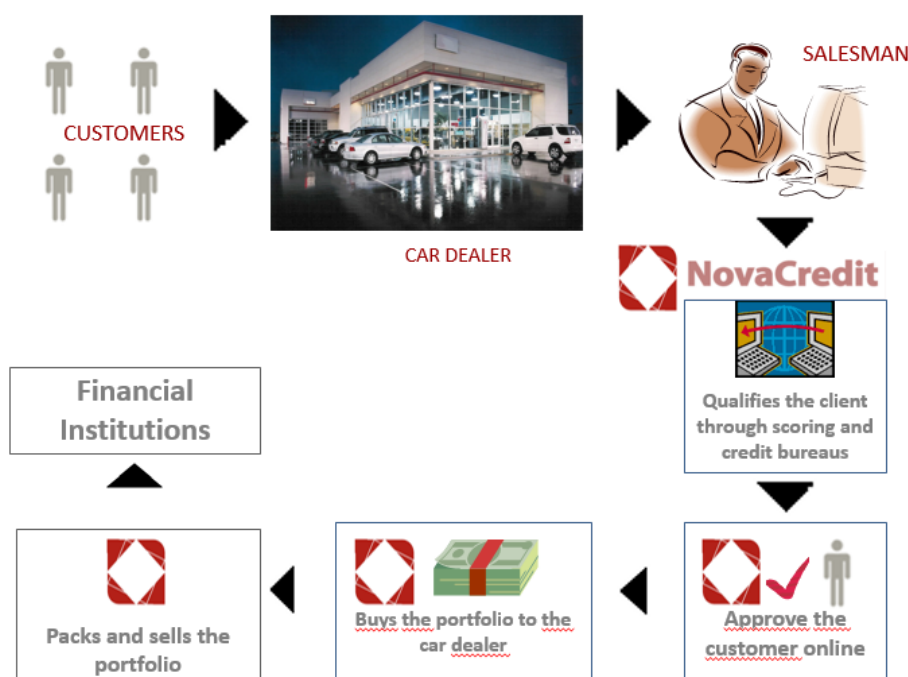 CUSTOMERS
CAR DEALER
SALESMAN
NovaCredit
Qualifies the client
through scoring and
credit bureaus
Approve the
customer online
Buys the portfolio to the
car dealer
Packs and sells the
portfolio
Financial
Institutions